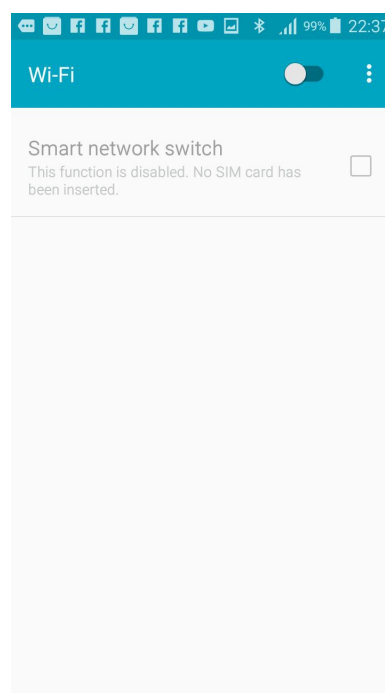 99% 22:37
Wi-Fi
Smart network switch
This function is disabled. No SIM card has
been inserted.